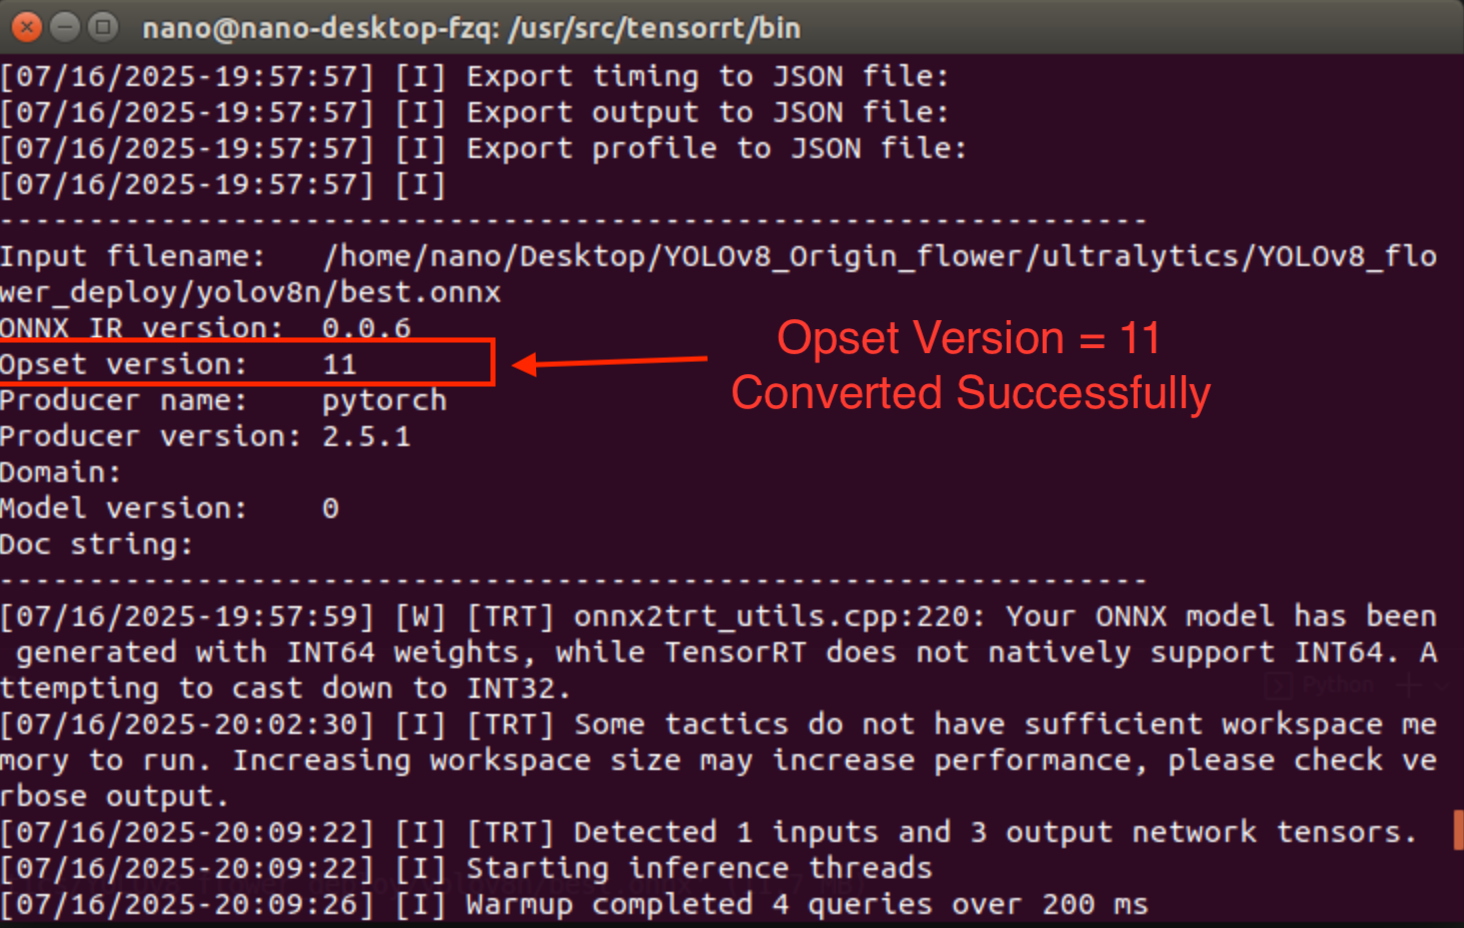 nano@nano-desktop-fzq: /usr/src/tensorrt/bin
[07/16/2025-19:57:57] [I] Export timing to JSON file:
[07/16/2025-19:57:57] [I] Export output to JSON file:
[07/16/2025-19:57:57] [I] Export profile to JSON file:
[07/16/2025-19:57:57] [I]
----------------------------------------------------------------
Input filename:   /home/nano/Desktop/YOLOv8_Origin_flower/ultralytics/YOLOv8_flo
wer_deploy/yolov8n/best.onnx
ONNX IR version:  0.0.6
Opset version:    11
Opset Version = 11
Converted Successfully
Producer name:    pytorch
Producer version: 2.5.1
Domain:
Model version:    0
Doc string:
----------------------------------------------------------------
[07/16/2025-19:57:59] [W] [TRT] onnx2trt_utils.cpp:220: Your ONNX model has been
 generated with INT64 weights, while TensorRT does not natively support INT64. A
ttempting to cast down to INT32.
Python
[07/16/2025-20:02:30] [I] [TRT] Some tactics do not have sufficient workspace me
mory to run. Increasing workspace size may increase performance, please check ve
rbose output.
[07/16/2025-20:09:22] [I] [TRT] Detected 1 inputs and 3 output network tensors.
[07/16/2025-20:09:22] [I] Starting inference threads
[07/16/2025-20:09:26] [I] Warmup completed 4 queries over 200 ms